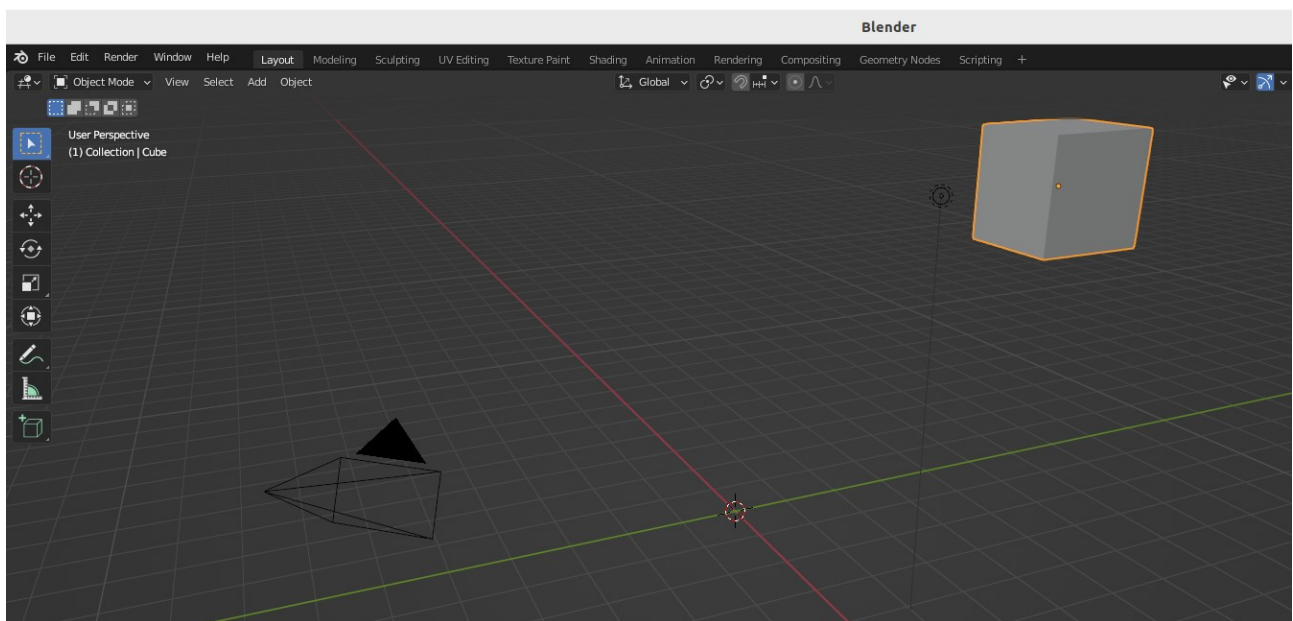 Blender
File Edit Render Window Help Layout Modeling Sculpting UV Editing Texture Paint Shading Animation Rendering Compositing Geometry Nodes Scripting +
Object Mode View Select Add Object Global
User Perspective
(1) Collection | Cube